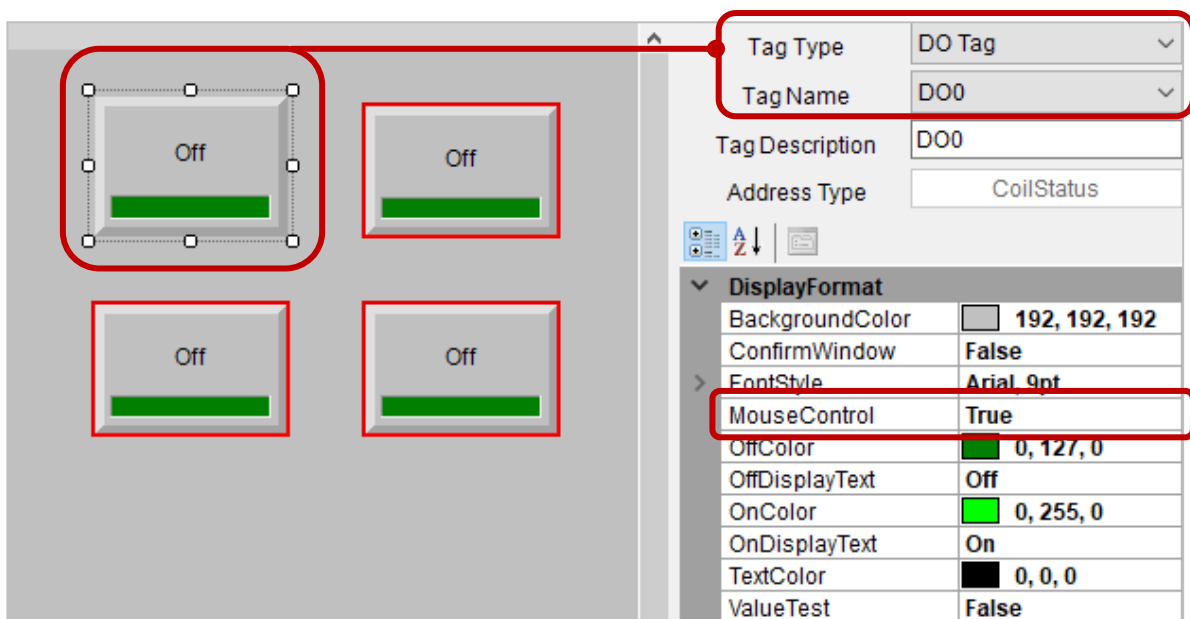 Off
Off
Off
Off
Tag Type DO Tag
Tag Name DO0
Tag Description DO0
Address Type CoilStatus
A
Z
DisplayFormat
BackgroundColor 192, 192, 192
ConfirmWindow False
FontStyle Arial, 9pt
MouseControl True
OffColor 0, 127, 0
OffDisplayText Off
OnColor 0, 255, 0
OnDisplayText On
TextColor 0, 0, 0
ValueTest False